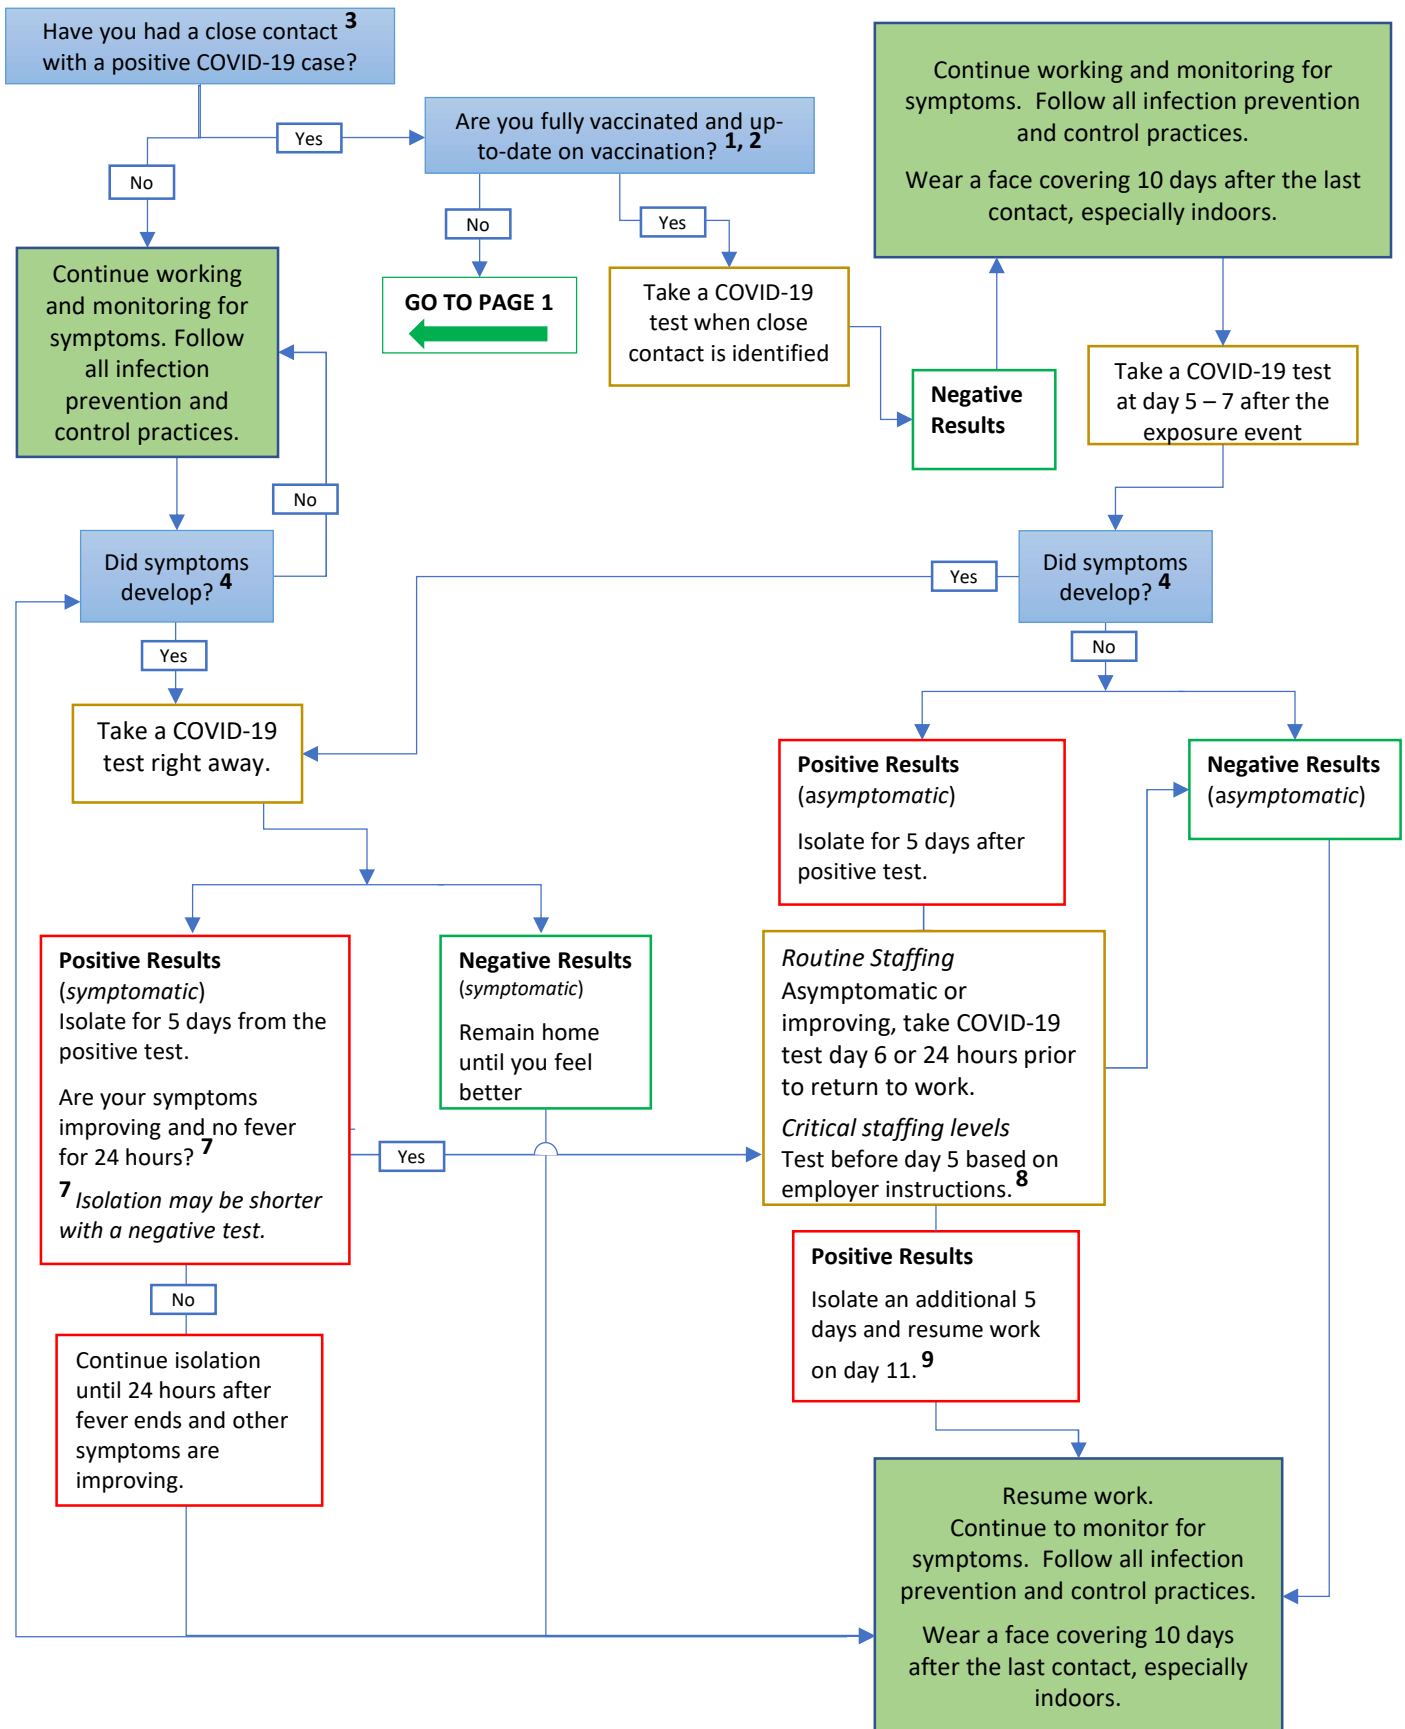 Have you had a close contact 3
with a positive COVID-19 case?
Yes
No
Are you fully vaccinated and up-
to-date on vaccination? 1, 2
No
Yes
GO TO PAGE 1
Take a COVID-19
test when close
contact is identified
Negative
Results
Continue working and monitoring for
symptoms. Follow all infection prevention
and control practices.
Wear a face covering 10 days after the last
contact, especially indoors.
Take a COVID-19 test
at day 5 – 7 after the
exposure event
Continue working
and monitoring for
symptoms. Follow
all infection
prevention and
control practices.
No
Did symptoms
develop? 4
Yes
Take a COVID-19
test right away.
Did symptoms
develop? 4
Yes
No
Positive Results
(asymptomatic)
Isolate for 5 days after
positive test.
Negative Results
(asymptomatic)
Positive Results
(symptomatic)
Isolate for 5 days from the
positive test.
Are your symptoms
improving and no fever
for 24 hours? 7
7 Isolation may be shorter
with a negative test.
Negative Results
(symptomatic)
Remain home
until you feel
better
Yes
No
Routine Staffing
Asymptomatic or
improving, take COVID-19
test day 6 or 24 hours prior
to return to work.
Critical staffing levels
Test before day 5 based on
employer instructions. 8
Positive Results
Isolate an additional 5
days and resume work
on day 11. 9
Continue isolation
until 24 hours after
fever ends and other
symptoms are
improving.
Resume work.
Continue to monitor for
symptoms. Follow all infection
prevention and control practices.
Wear a face covering 10 days
after the last contact, especially
indoors.